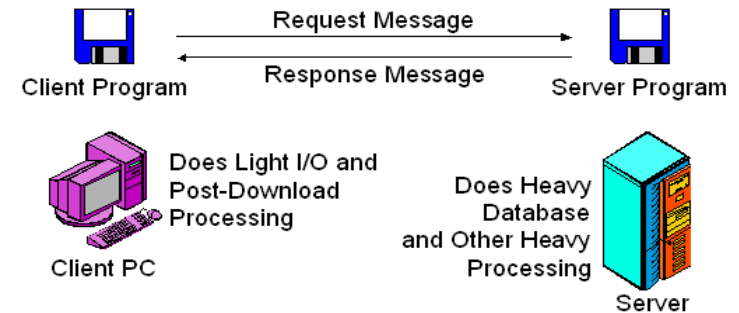 Request Message
Response Message
Client Program
Server Program
Does Light I/O and
Post-Download
Processing
Client PC
Does Heavy
Database
and Other Heavy
Processing
Server